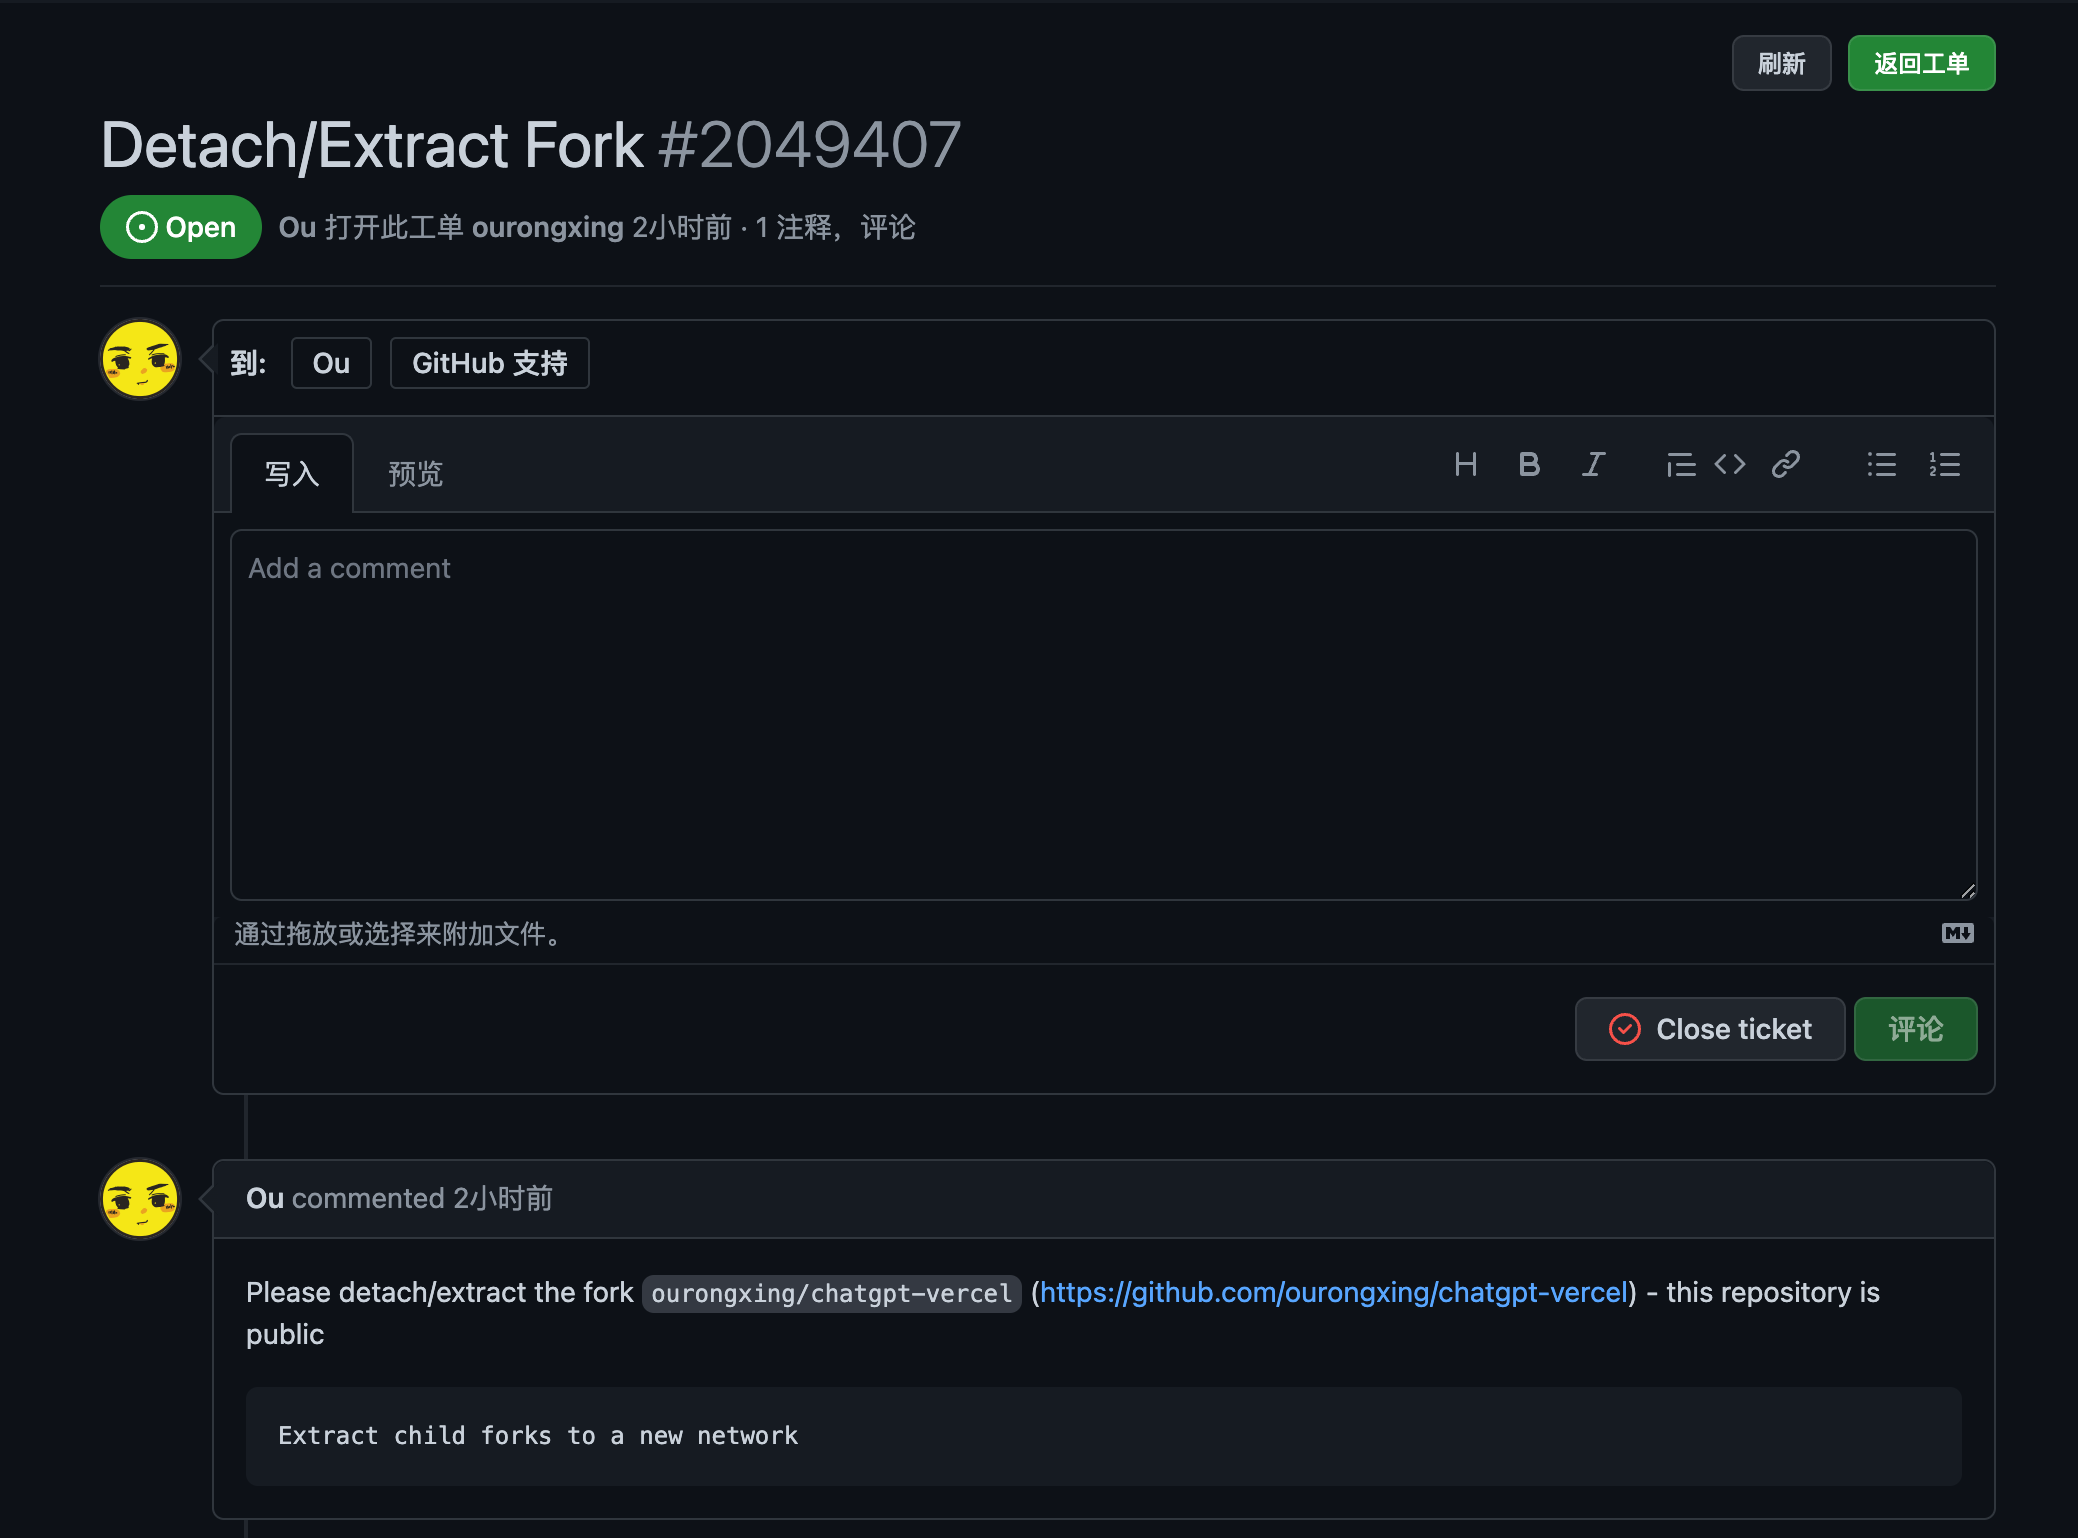 刷新
返回工单
Detach/Extract Fork #2049407
Open
Ou 打开此工单 ourongxing 2小时前 · 1 注释，评论
到: Ou GitHub 支持
写入 预览
Add a comment
通过拖放或选择来附加文件。
Close ticket
评论
Ou commented 2小时前
Please detach/extract the fork ourongxing/chatgpt-vercel (https://github.com/ourongxing/chatgpt-vercel) - this repository is
public
Extract child forks to a new network